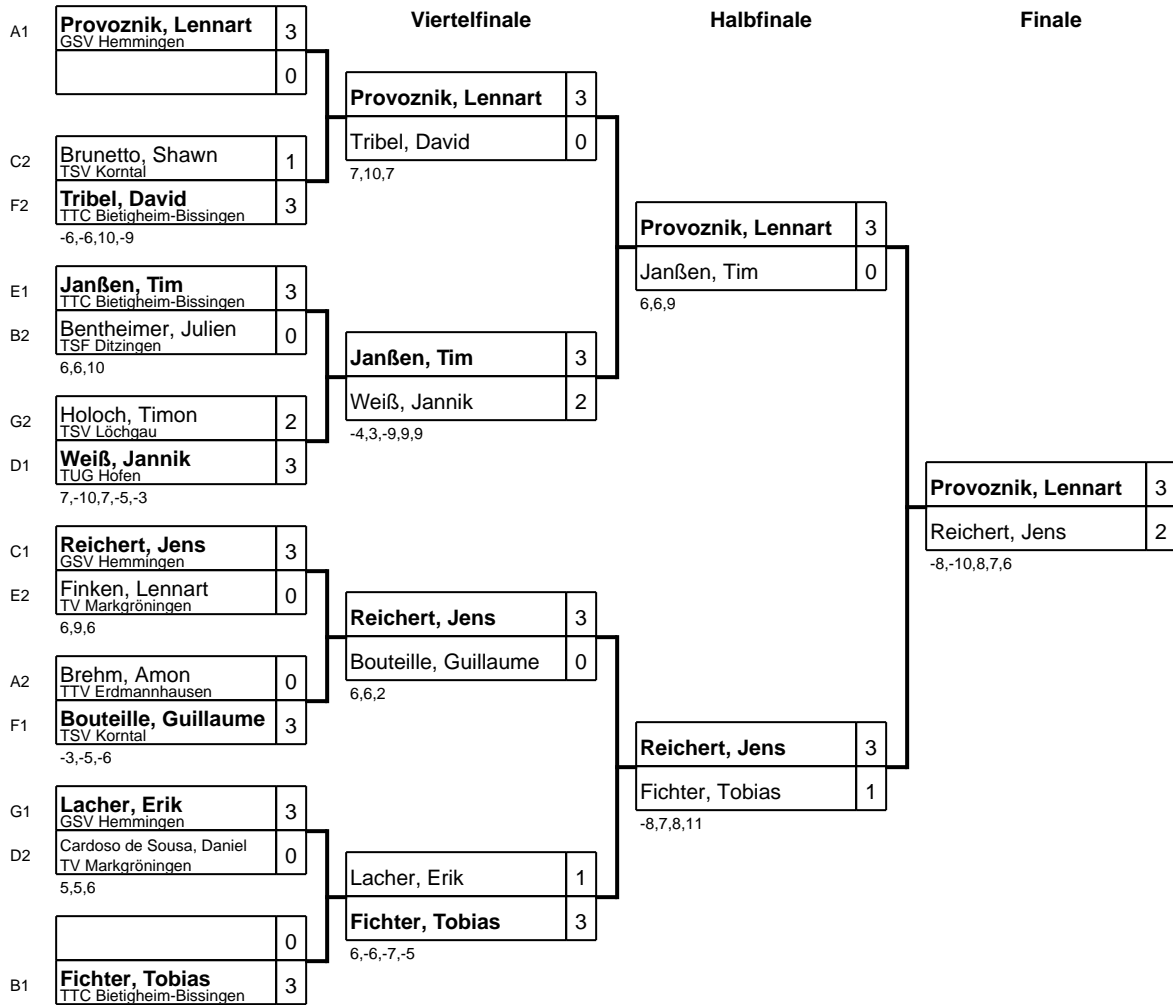 Viertelfinale
Halbfinale
Finale
A1
Provoznik, Lennart 3
GSV Hemmingen
0
C2
Brunetto, Shawn 1
TSV Korntal
F2
Tribel, David 3
TTC Bietigheim-Bissingen
-6,-6,10,-9
E1
Janßen, Tim 3
TTC Bietigheim-Bissingen
B2
Bentheimer, Julien 0
TSF Ditzingen
6,6,10
G2
Holoch, Timon 2
TSV Löchgau
D1
Weiß, Jannik 3
TUG Hofen
7,-10,7,-5,-3
C1
Reichert, Jens 3
GSV Hemmingen
E2
Finken, Lennart 0
TV Markgröningen
6,9,6
A2
Brehm, Amon 0
TTV Erdmannhausen
F1
Bouteille, Guillaume 3
TSV Korntal
-3,-5,-6
G1
Lacher, Erik 3
GSV Hemmingen
D2
Cardoso de Sousa, Daniel 0
TV Markgröningen
5,5,6
0
B1
Fichter, Tobias 3
TTC Bietigheim-Bissingen
Provoznik, Lennart 3
Tribel, David 0
7,10,7
Janßen, Tim 3
Weiß, Jannik 2
-4,3,-9,9,9
Reichert, Jens 3
Bouteille, Guillaume 0
6,6,2
Lacher, Erik 1
Fichter, Tobias 3
6,-6,-7,-5
Provoznik, Lennart 3
Janßen, Tim 0
6,6,9
Reichert, Jens 3
Fichter, Tobias 1
-8,7,8,11
Provoznik, Lennart 3
Reichert, Jens 2
-8,-10,8,7,6